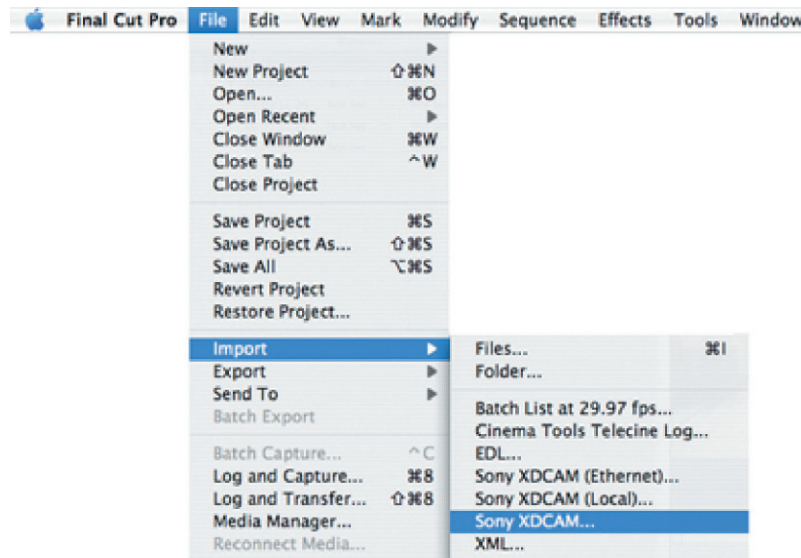 Final Cut Pro File Edit View Mark Modify Sequence Effects Tools Window
New
New Project ⇧⌘N
Open... ⌘O
Open Recent
Close Window ⌘W
Close Tab ^W
Close Project
Save Project ⌘S
Save Project As... ⇧⌘S
Save All ⌥⌘S
Revert Project
Restore Project...
Import
Export
Send To
Batch Export
Batch Capture... ^C
Log and Capture... ⌘8
Log and Transfer... ⇧⌘8
Media Manager...
Reconnect Media...
Files... ⌘I
Folder...
Batch List at 29.97 fps...
Cinema Tools Telecine Log...
EDL...
Sony XDCAM (Ethernet)...
Sony XDCAM (Local)...
Sony XDCAM...
XML...